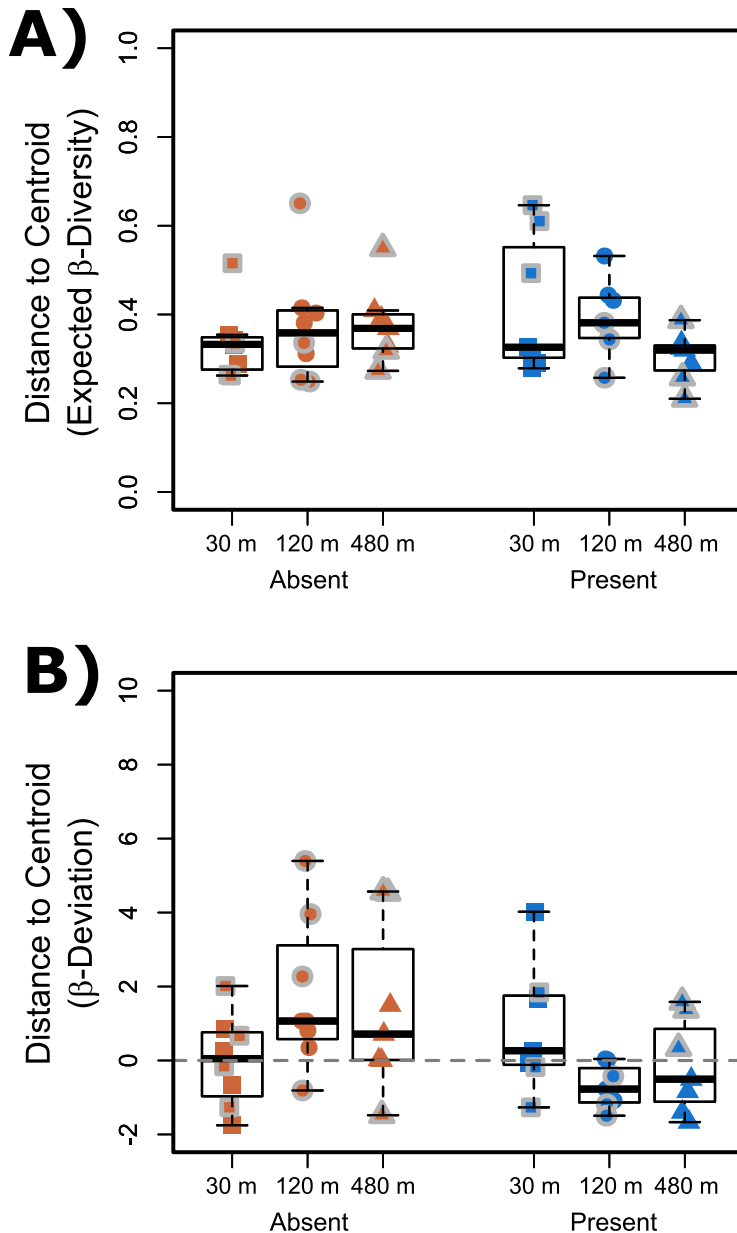 A)
Distance to Centroid
(Expected β-Diversity)
1.0
0.8
0.6
0.4
0.2
0.0
30 m 120 m 480 m 30 m 120 m 480 m
Absent Present
B)
Distance to Centroid
(β-Deviation)
10
8
6
4
2
0
-2
30 m 120 m 480 m 30 m 120 m 480 m
Absent Present